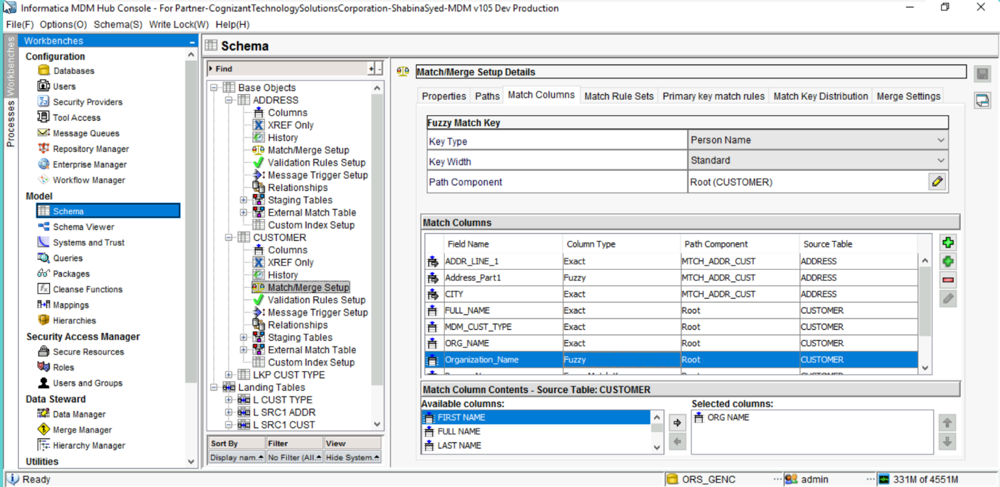 Informatica MDM Hub Console - For Partner-CognizantTechnologySolutionsCorporation-ShabinaSyed-MDM v105 Dev Production
File(F) Options(O) Schema(S) Write Lock(W) Help(H)
Workbenches
Processes
Workbenches
Configuration
Databases
Users
Security Providers
Tool Access
Message Queues
Repository Manager
Enterprise Manager
Workflow Manager
Model
Schema
Schema Viewer
Systems and Trust
Queries
Packages
Cleanse Functions
Mappings
Hierarchies
Security Access Manager
Secure Resources
Roles
Users and Groups
Data Steward
Data Manager
Merge Manager
Hierarchy Manager
Utilities
Schema
Find
Base Objects
ADDRESS
Columns
XREF Only
History
Match/Merge Setup
Validation Rules Setup
Message Trigger Setup
Relationships
Staging Tables
External Match Table
Custom Index Setup
CUSTOMER
Columns
XREF Only
History
Match/Merge Setup
Validation Rules Setup
Message Trigger Setup
Relationships
Staging Tables
External Match Table
Custom Index Setup
LKP CUST TYPE
Landing Tables
L CUST TYPE
L SRC1 ADDR
L SRC1 CUST
Sort By Filter View
Display nam... No Filter (All... Hide System...
Match/Merge Setup Details
Properties Paths Match Columns Match Rule Sets Primary key match rules Match Key Distribution Merge Settings
Fuzzy Match Key
Key Type Person Name
Key Width Standard
Path Component Root (CUSTOMER)
Match Columns
Field Name Column Type Path Component Source Table
ADDR_LINE_1 Exact MTCH_ADDR_CUST ADDRESS
Address_Part1 Fuzzy MTCH_ADDR_CUST ADDRESS
CITY Exact MTCH_ADDR_CUST ADDRESS
FULL_NAME Exact Root CUSTOMER
MDM_CUST_TYPE Exact Root CUSTOMER
ORG_NAME Exact Root CUSTOMER
Organization_Name Fuzzy Root CUSTOMER
Match Column Contents - Source Table: CUSTOMER
Available columns: Selected columns:
FIRST NAME ORG NAME
FULL NAME
LAST NAME
Ready ORS_GENC ... admin ... 331M of 4551M